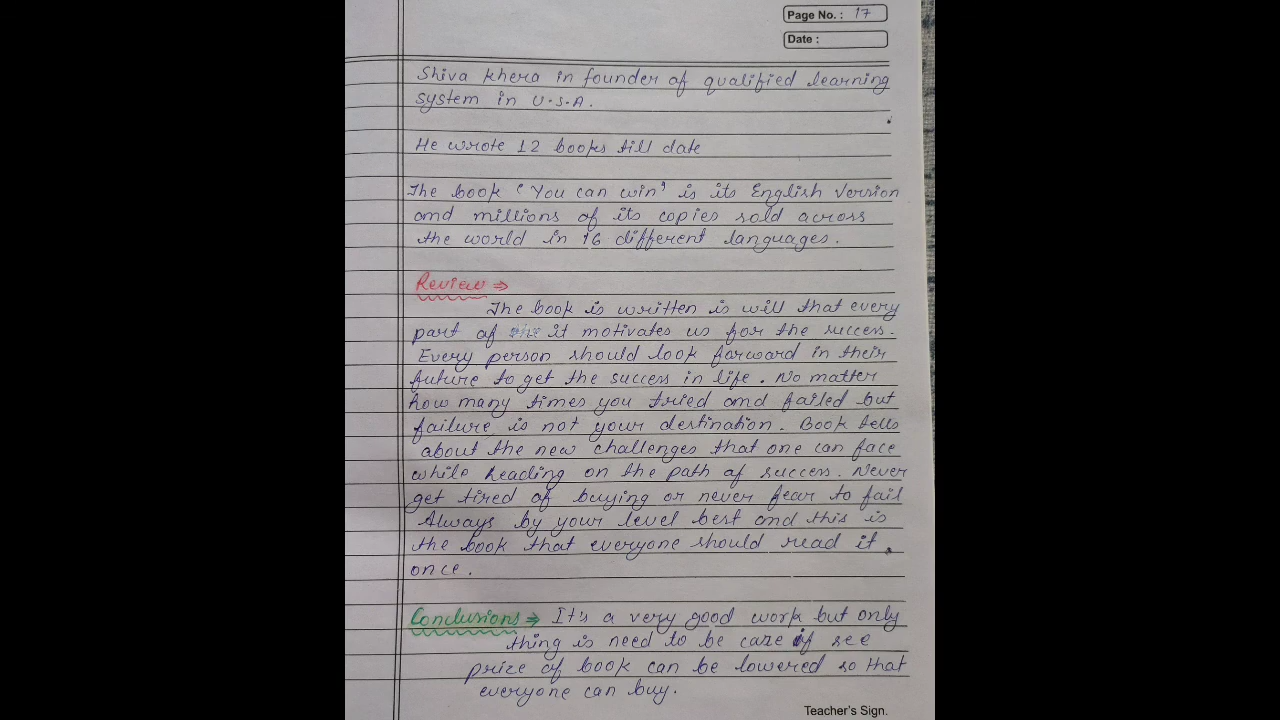 Page No. : 17
Date :
Shiva khera in founder of qualified learning
system in U.S.A.
He wrote 12 books till date
The book 'You can win' is its English Version
and millions of its copies sold across
the world in 16 different languages.
Review ⇒
The book is written is will that every
part of the it motivates us for the success.
Every person should look forward in their
future to get the success in life. No matter
how many times you tried and failed but
failure is not your destination. Book tells
about the new challenges that one can face
while heading on the path of success. Never
get tired of buying or never fear to fail
Always by your level best and this is
the book that everyone should read it
once.
Conclusions ⇒ It's a very good work but only
thing is need to be care if see
price of book can be lowered so that
everyone can buy.
Teacher's Sign.